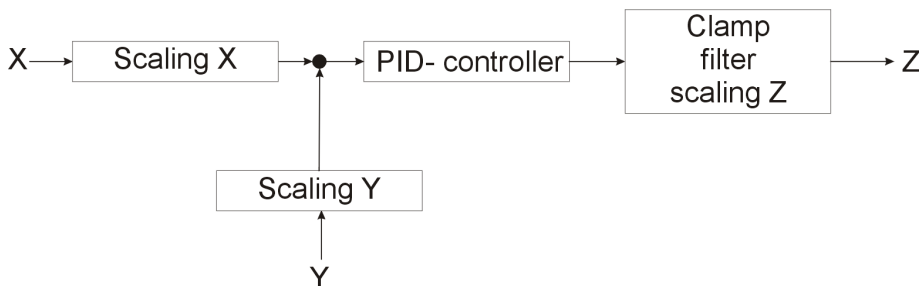 X
Scaling X
PID- controller
Clamp
filter
scaling Z
Z
Scaling Y
Y